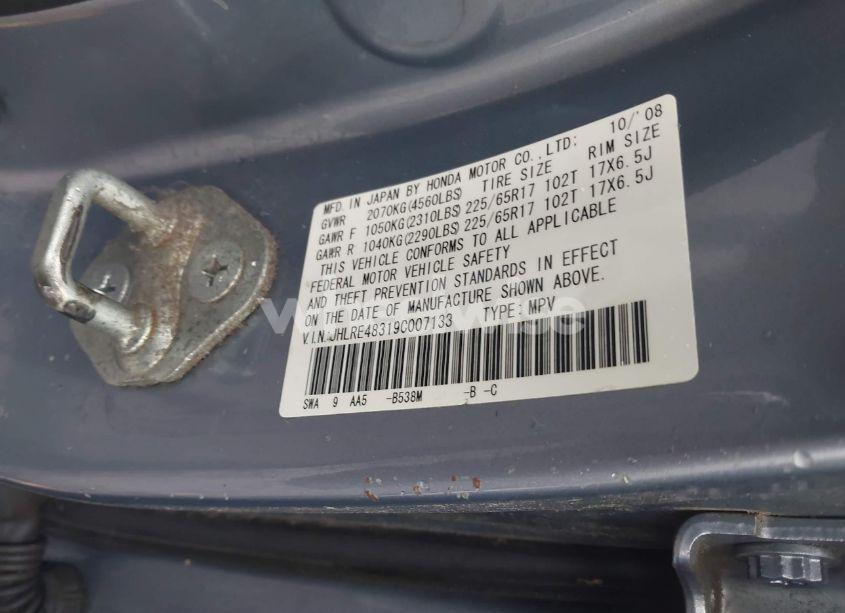 MFD. IN JAPAN BY HONDA MOTOR CO., LTD; 10/'08
GVWR 2070KG(4560LBS) TIRE SIZE RIM SIZE
GAWR F 1050KG(2310LBS) 225/65R17 102T 17X6.5J
GAWR R 1040KG(2290LBS) 225/65R17 102T 17X6.5J
THIS VEHICLE CONFORMS TO ALL APPLICABLE
FEDERAL MOTOR VEHICLE SAFETY
AND THEFT PREVENTION STANDARDS IN EFFECT
ON THE DATE OF MANUFACTURE SHOWN ABOVE.
V.I.N.:JHLRE48319C007133 TYPE:MPV
SWA 9 AA5 -B538M -B -C